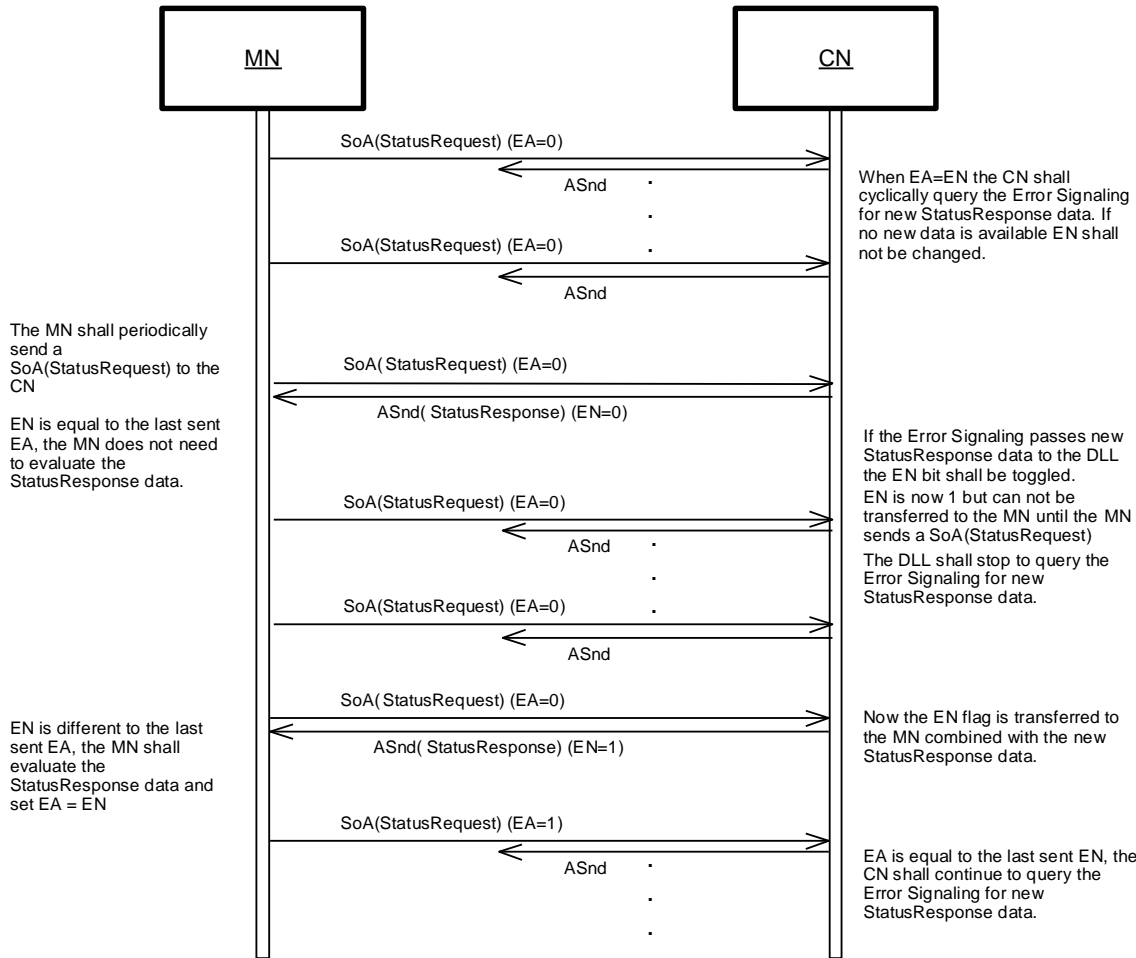 MN
CN
SoA(StatusRequest) (EA=0)
ASnd
When EA=EN the CN shall
cyclically query the Error Signaling
for new StatusResponse data. If
no new data is available EN shall
not be changed.
SoA(StatusRequest) (EA=0)
ASnd
The MN shall periodically
send a
SoA(StatusRequest) to the
CN
SoA( StatusRequest) (EA=0)
ASnd( StatusResponse) (EN=0)
EN is equal to the last sent
EA, the MN does not need
to evaluate the
StatusResponse data.
If the Error Signaling passes new
StatusResponse data to the DLL
the EN bit shall be toggled.
EN is now 1 but can not be
transferred to the MN until the MN
sends a SoA(StatusRequest)
The DLL shall stop to query the
Error Signaling for new
StatusResponse data.
SoA(StatusRequest) (EA=0)
ASnd
SoA(StatusRequest) (EA=0)
ASnd
SoA( StatusRequest) (EA=0)
ASnd( StatusResponse) (EN=1)
EN is different to the last
sent EA, the MN shall
evaluate the
StatusResponse data and
set EA = EN
Now the EN flag is transferred to
the MN combined with the new
StatusResponse data.
SoA(StatusRequest) (EA=1)
ASnd
EA is equal to the last sent EN, the
CN shall continue to query the
Error Signaling for new
StatusResponse data.